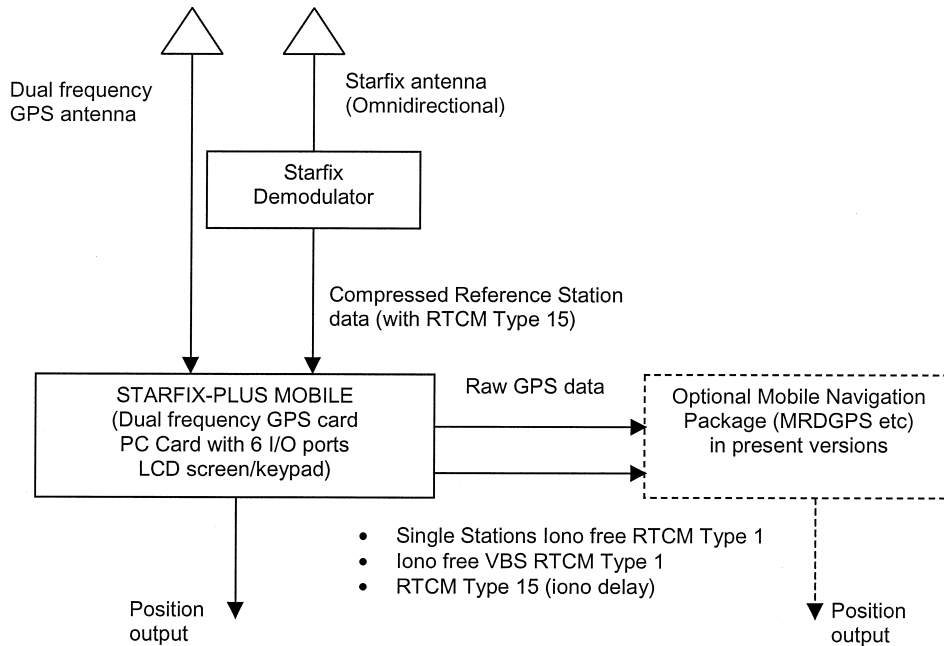 Dual frequency
GPS antenna
Starfix antenna
(Omnidirectional)
Starfix
Demodulator
Compressed Reference Station
data (with RTCM Type 15)
STARFIX-PLUS MOBILE
(Dual frequency GPS card
PC Card with 6 I/O ports
LCD screen/keypad)
Raw GPS data
Optional Mobile Navigation
Package (MRDGPS etc)
in present versions
• Single Stations Iono free RTCM Type 1
• Iono free VBS RTCM Type 1
• RTCM Type 15 (iono delay)
Position
output
Position
output